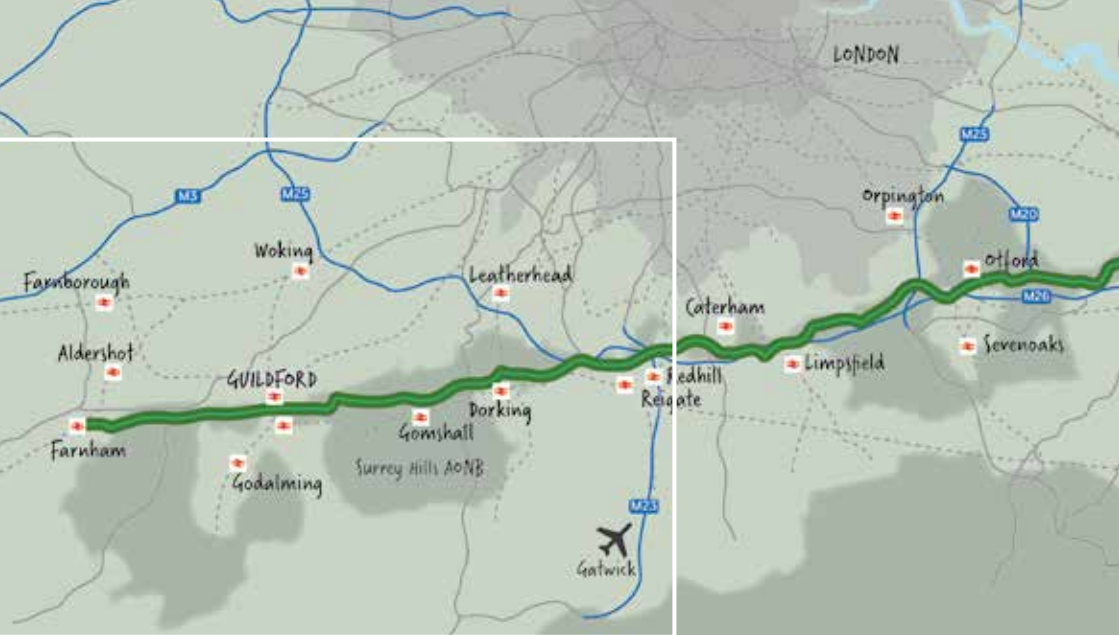 LONDON
M25
M3
M25
Orpington
M20
Woking
Otford
Farnborough
Leatherhead
M26
Caterham
Aldershot
Sevenoaks
Limpsfield
GUILDFORD
Redhill
Reigate
Dorking
Gomshall
Farnham
Surrey Hills AONB
Godalming
M23
Gatwick